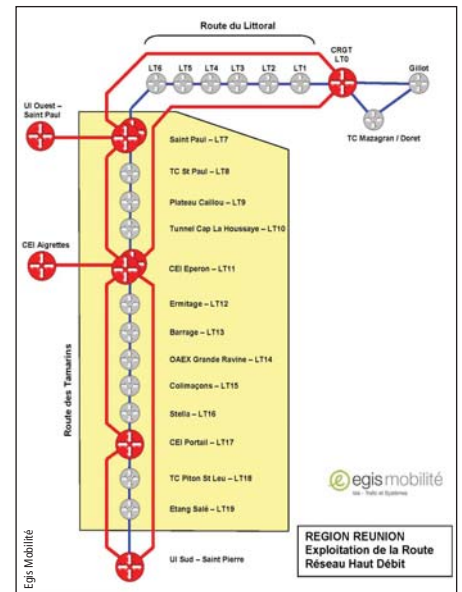 Route du Littoral
CRGT
LT0
LT6
LT5
LT4
LT3
LT2
LT1
Gillot
TC Mazagran / Doret
UI Ouest –
Saint Paul
Saint Paul – LT7
TC St Paul – LT8
Plateau Caillou – LT9
Tunnel Cap La Houssaye – LT10
CEI Aigrettes
CEI Eperon – LT11
Ermitage – LT12
Barrage – LT13
OAEX Grande Ravine – LT14
Colimaçons – LT15
Stella – LT16
CEI Portail – LT17
TC Piton St Leu – LT18
Etang Salé – LT19
UI Sud – Saint Pierre
Route des Tamarins
egis mobilité
REGION REUNION
Exploitation de la Route
Réseau Haut Débit
Egis Mobilité